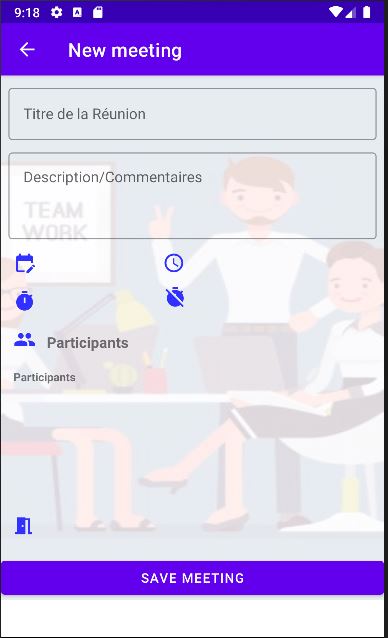 9:18
New meeting
Titre de la Réunion
Description/Commentaires
TEAM
WORK
Participants
Participants
SAVE MEETING